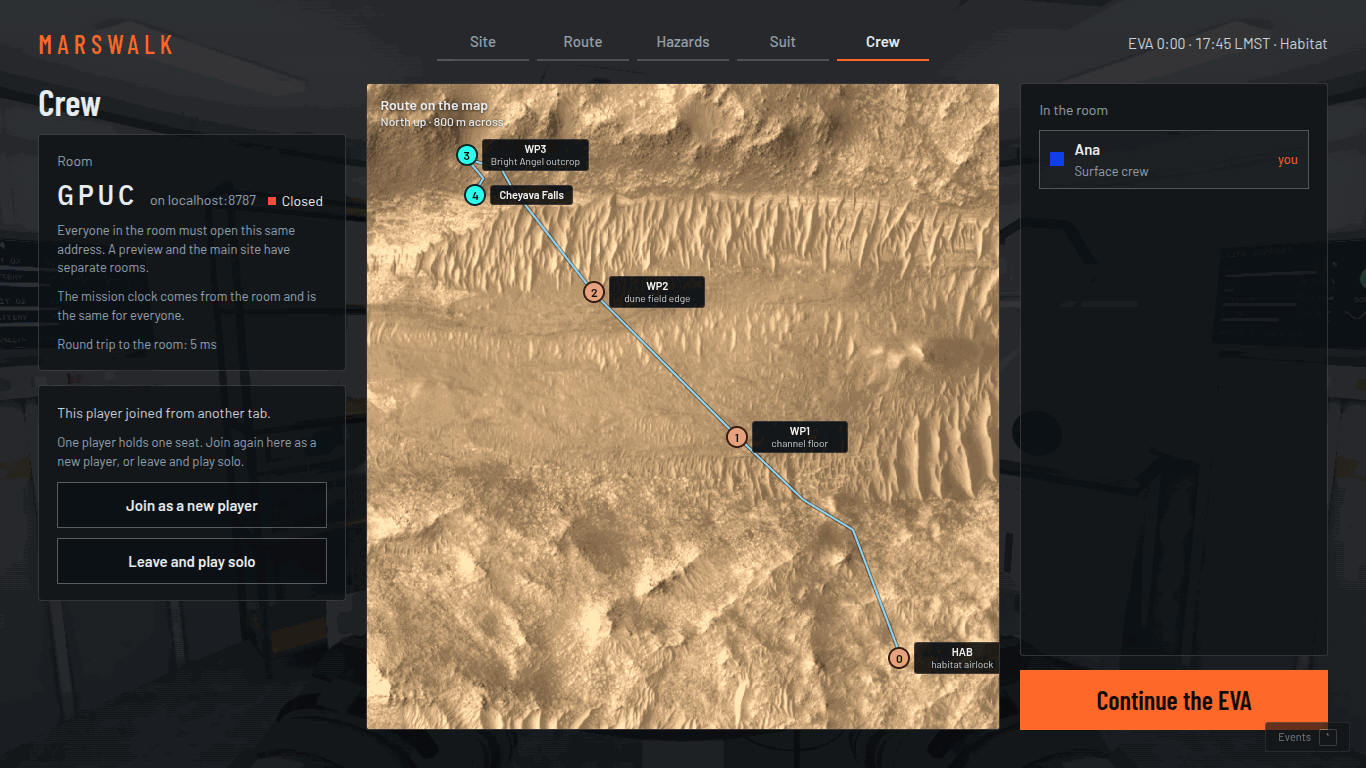 MARSWALK
Site
Route
Hazards
Suit
Crew
EVA 0:00 · 17:45 LMST · Habitat
Crew
Room
GPUC on localhost:8787 Closed
Everyone in the room must open this same
address. A preview and the main site have
separate rooms.
The mission clock comes from the room and is
the same for everyone.
Round trip to the room: 5 ms
This player joined from another tab.
One player holds one seat. Join again here as a
new player, or leave and play solo.
Join as a new player
Leave and play solo
Route on the map
North up · 800 m across
3
WP3
Bright Angel outcrop
4
Cheyava Falls
2
WP2
dune field edge
1
WP1
channel floor
0
HAB
habitat airlock
In the room
Ana
Surface crew
you
Continue the EVA
Events